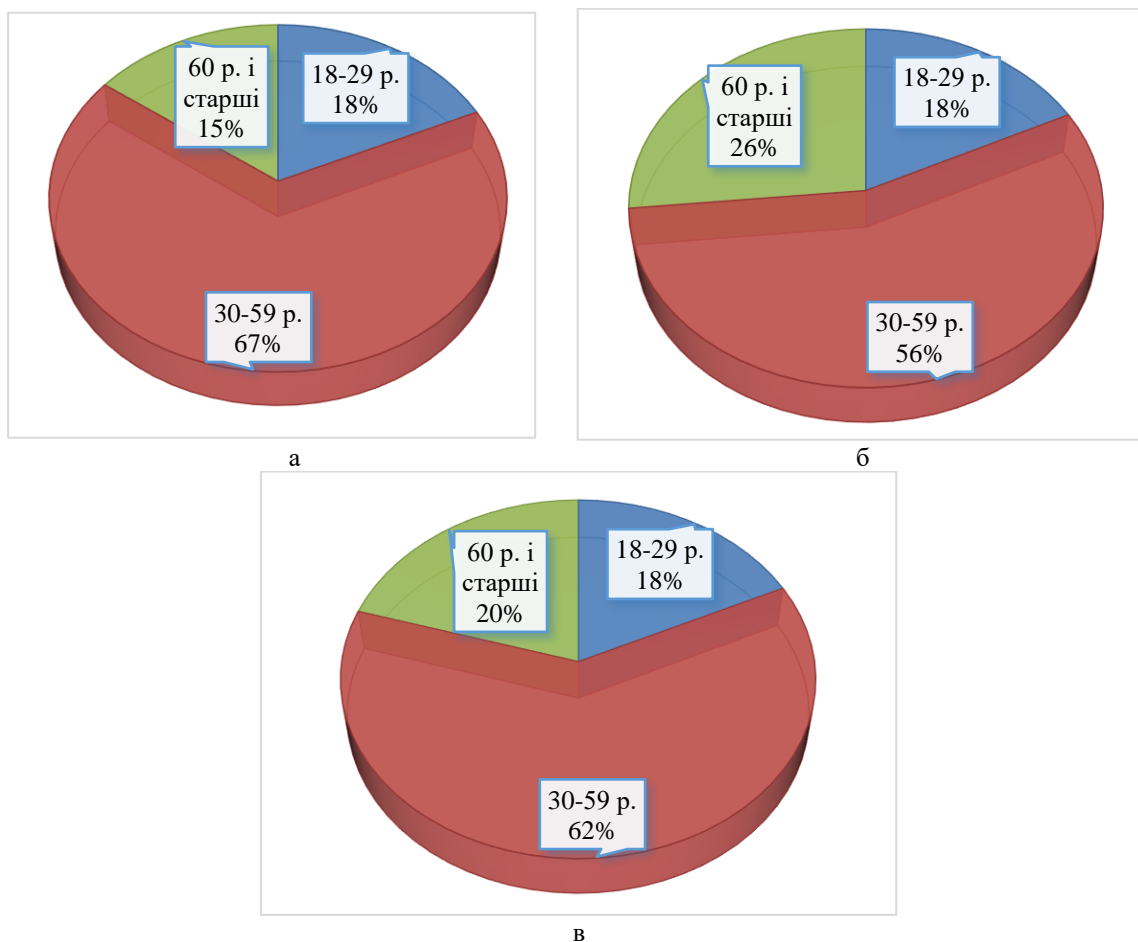 60 р. і
старші
15%
18-29 р.
18%
30-59 р.
67%
а
60 р. і
старші
26%
18-29 р.
18%
30-59 р.
56%
б
60 р. і
старші
20%
18-29 р.
18%
30-59 р.
62%
в